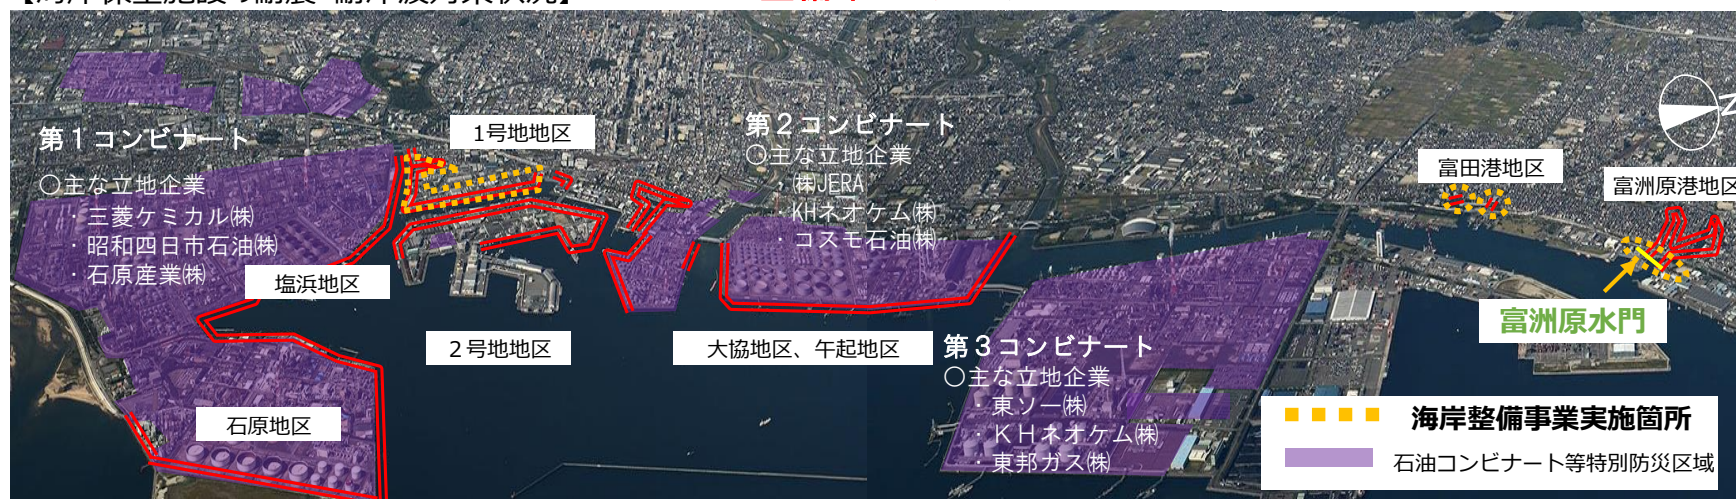 第１コンビナート
〇主な立地企業
・三菱ケミカル㈱
・昭和四日市石油㈱
・石原産業㈱
1号地地区
第２コンビナート
〇主な立地企業
・㈱JERA
・KHネオケム㈱
・コスモ石油㈱
富田港地区
富洲原港地区
塩浜地区
２号地地区
大協地区、午起地区
富洲原水門
第３コンビナート
〇主な立地企業
・東ソー㈱
・ＫＨネオケム㈱
・東邦ガス㈱
石原地区
海岸整備事業実施箇所
石油コンビナート等特別防災区域